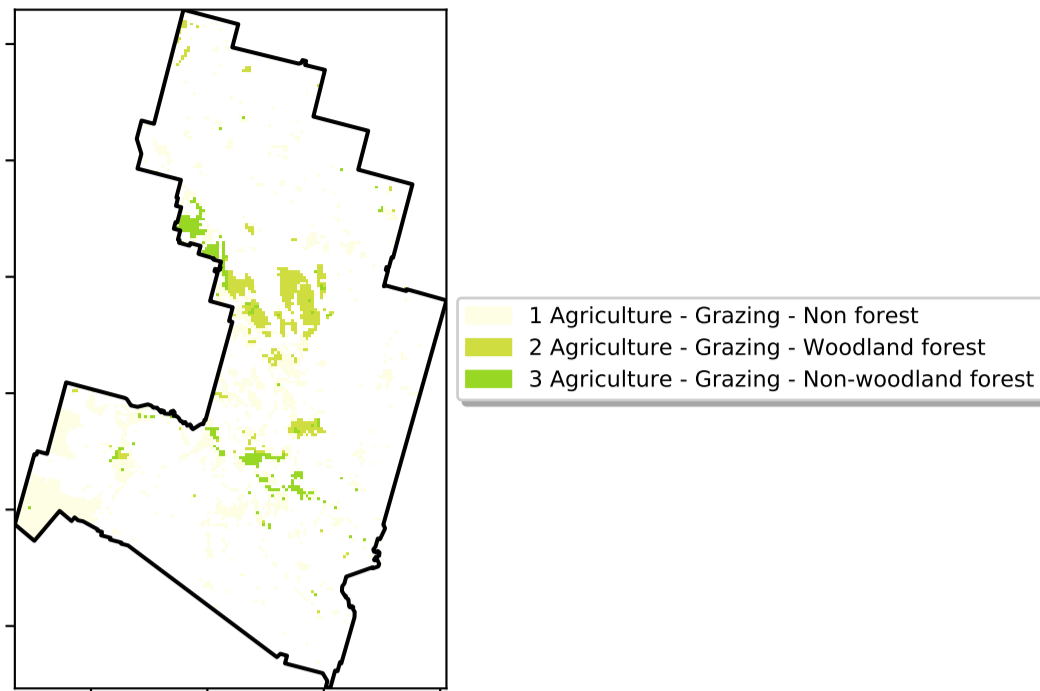 1 Agriculture - Grazing - Non forest
2 Agriculture - Grazing - Woodland forest
3 Agriculture - Grazing - Non-woodland forest